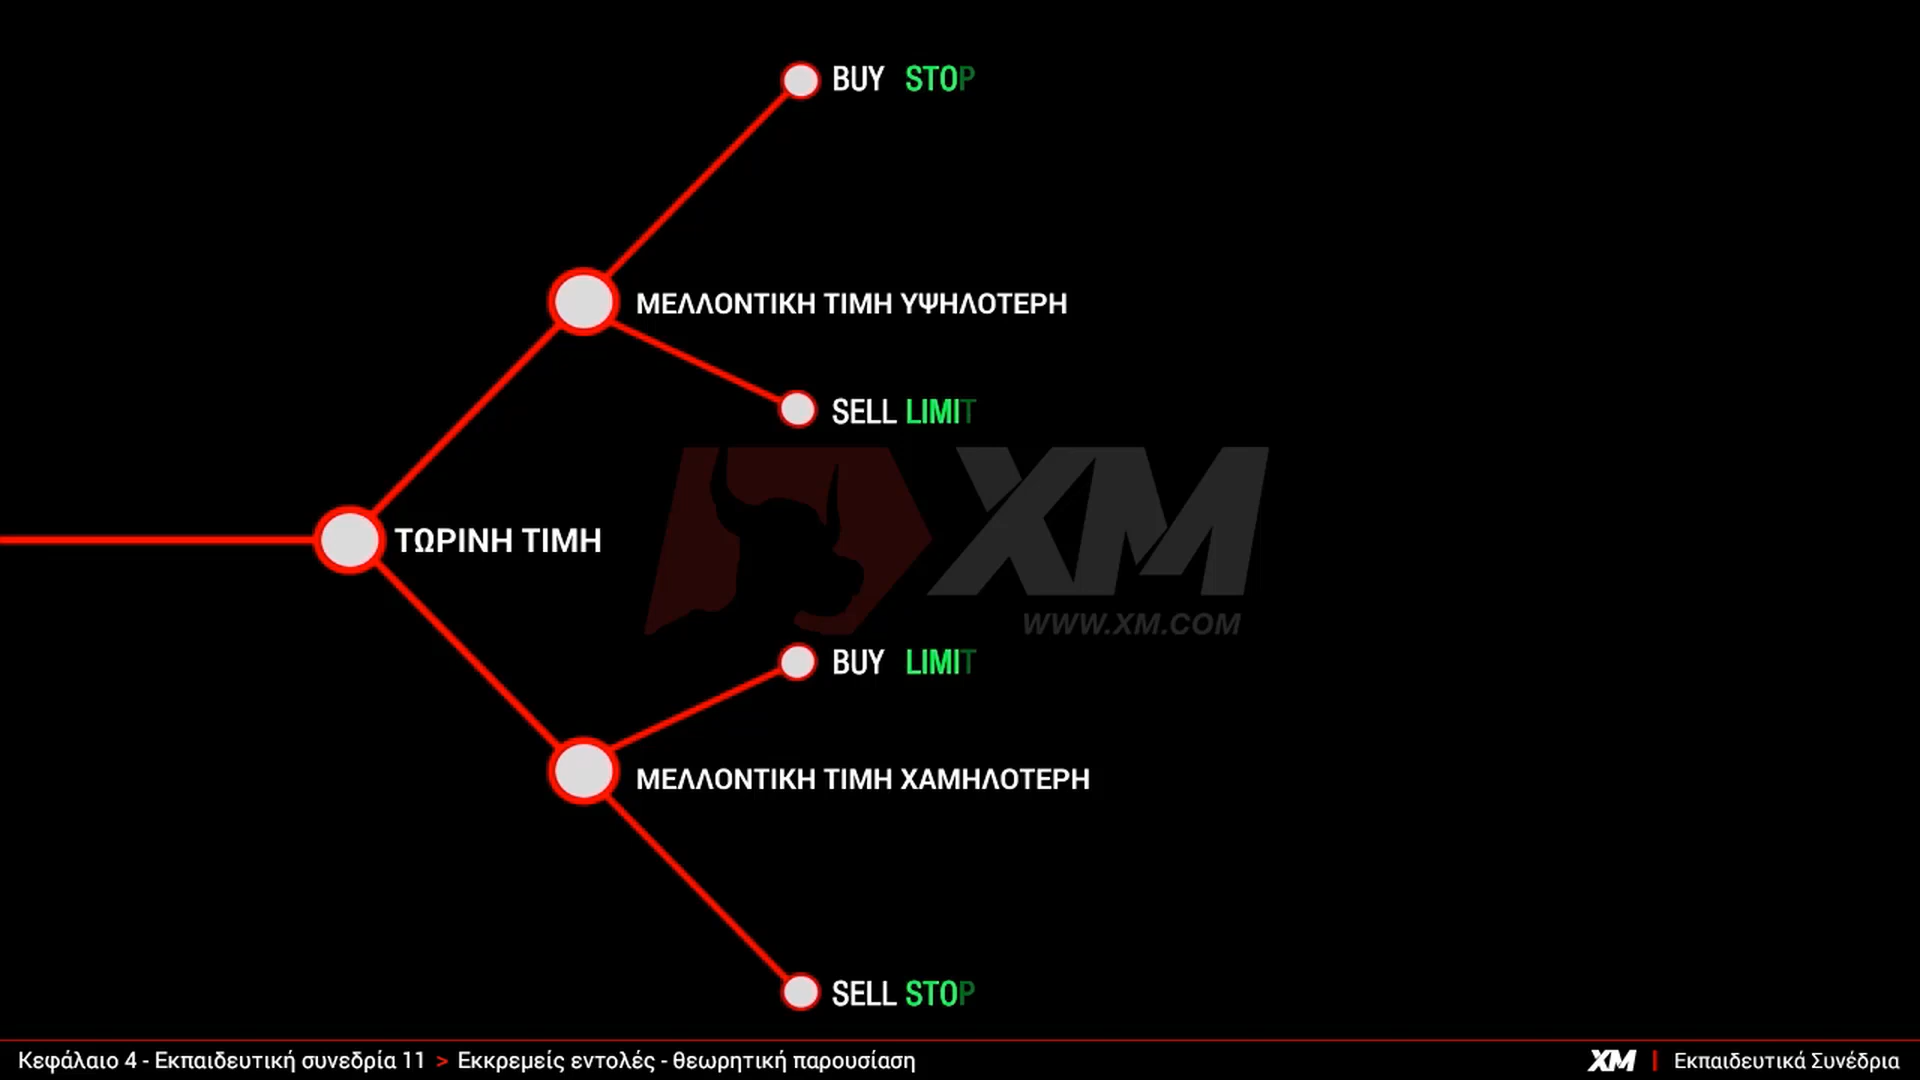 BUY STOP
ΜΕΛΛΟΝΤΙΚΗ ΤΙΜΗ ΥΨΗΛΟΤΕΡΗ
SELL LIMIT
ΤΩΡΙΝΗ ΤΙΜΗ
XM
WWW.XM.COM
BUY LIMIT
ΜΕΛΛΟΝΤΙΚΗ ΤΙΜΗ ΧΑΜΗΛΟΤΕΡΗ
SELL STOP
Κεφάλαιο 4 - Εκπαιδευτική συνεδρία 11 > Εκκρεμείς εντολές - θεωρητική παρουσίαση
XM | Εκπαιδευτικά Συνέδρια